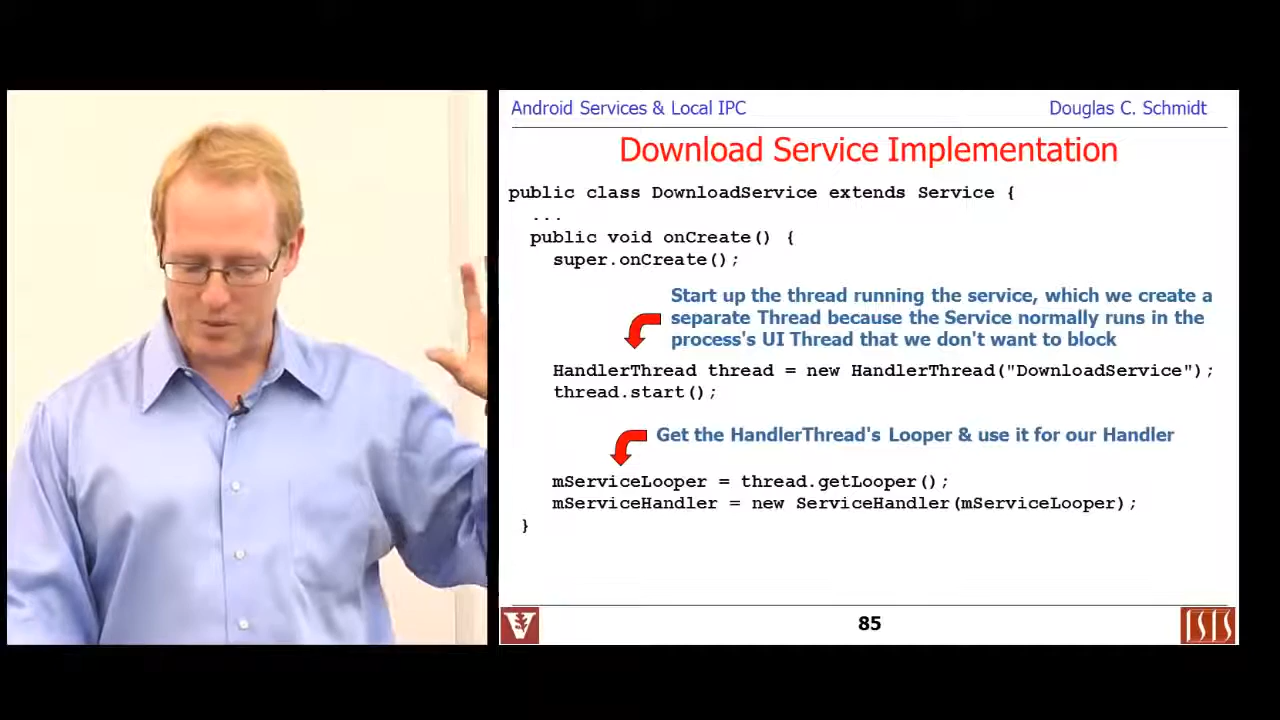 Android Services & Local IPC
Douglas C. Schmidt
Download Service Implementation
public class DownloadService extends Service {
...
public void onCreate() {
super.onCreate();
Start up the thread running the service, which we create a
separate Thread because the Service normally runs in the
process's UI Thread that we don't want to block
HandlerThread thread = new HandlerThread("DownloadService");
thread.start();
Get the HandlerThread's Looper & use it for our Handler
mServiceLooper = thread.getLooper();
mServiceHandler = new ServiceHandler(mServiceLooper);
}
V
85
ISIS